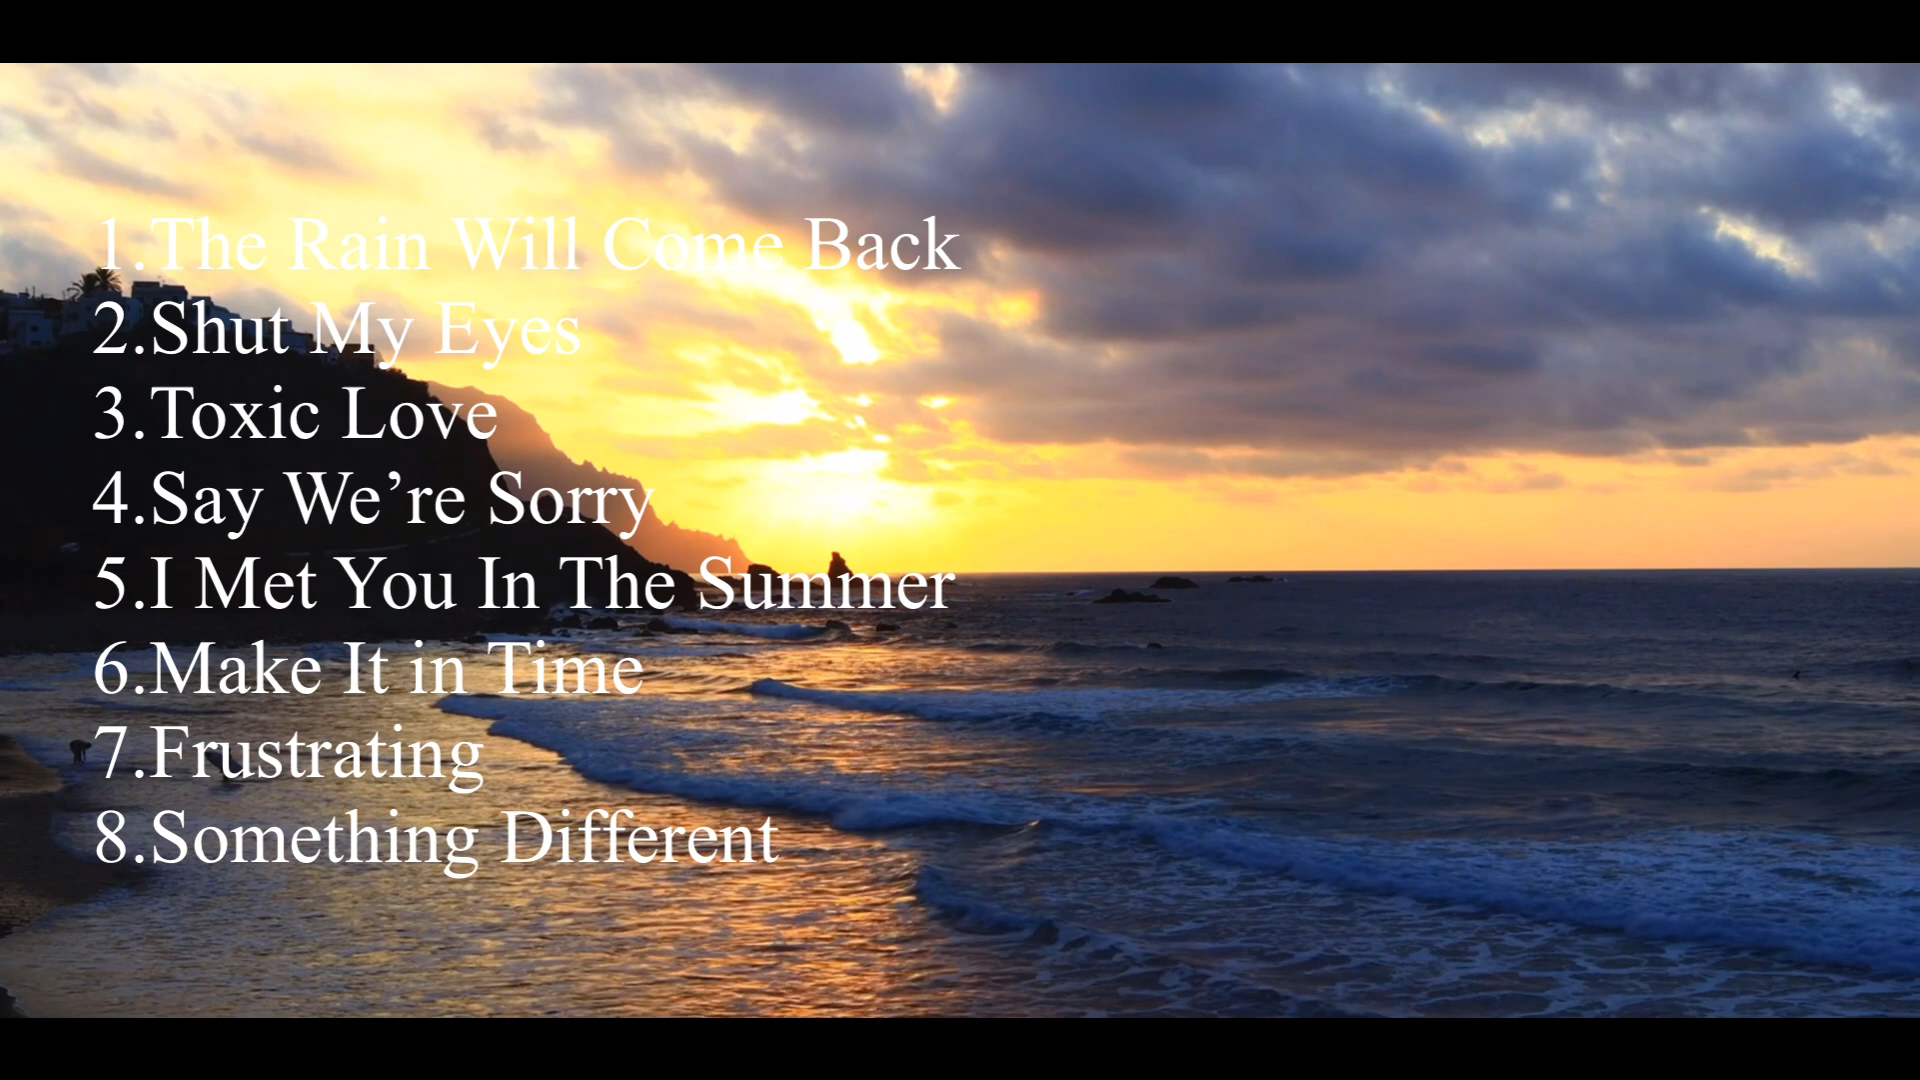 1.The Rain Will Come Back
2.Shut My Eyes
3.Toxic Love
4.Say We’re Sorry
5.I Met You In The Summer
6.Make It in Time
7.Frustrating
8.Something Different